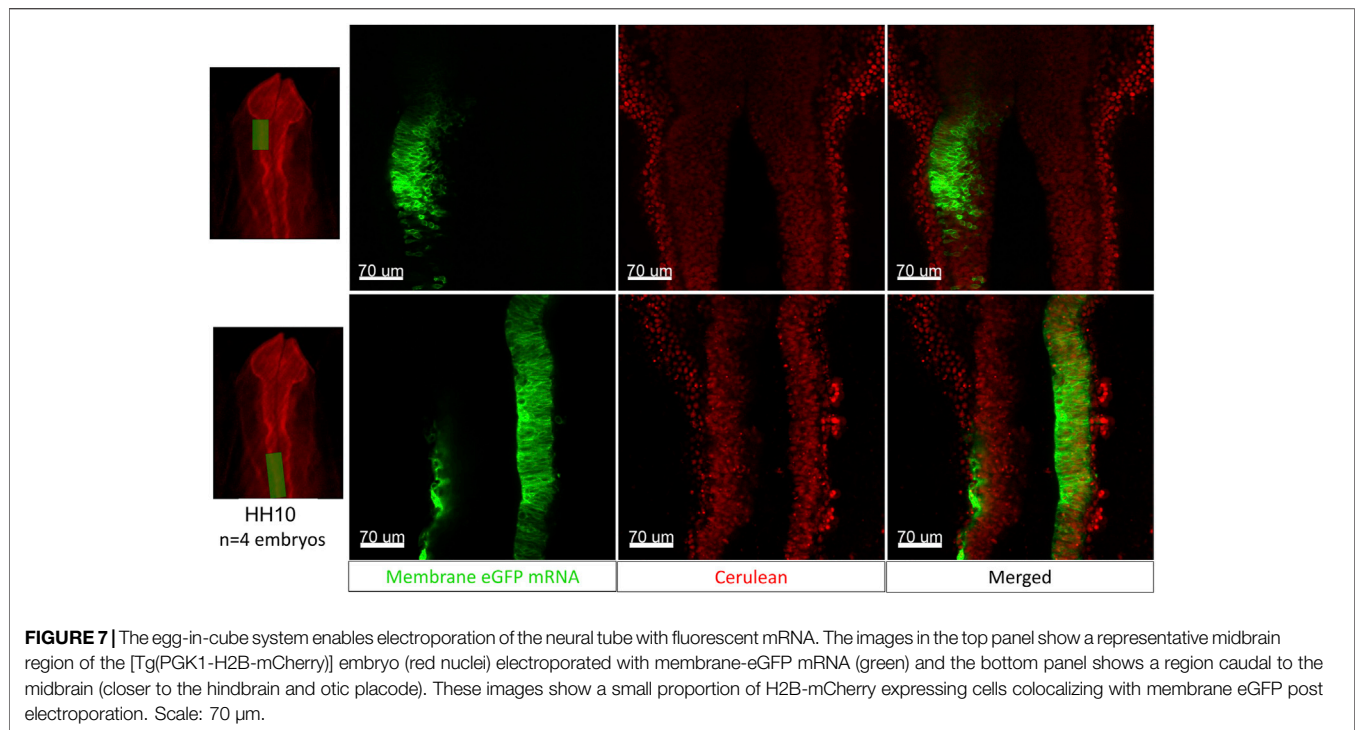 70 um
70 um
70 um
70 um
70 um
70 um
HH10
n=4 embryos
Membrane eGFP mRNA
Cerulean
Merged
FIGURE 7 | The egg-in-cube system enables electroporation of the neural tube with fluorescent mRNA. The images in the top panel show a representative midbrain
region of the [Tg(PGK1-H2B-mCherry)] embryo (red nuclei) electroporated with membrane-eGFP mRNA (green) and the bottom panel shows a region caudal to the
midbrain (closer to the hindbrain and otic placode). These images show a small proportion of H2B-mCherry expressing cells colocalizing with membrane eGFP post
electroporation. Scale: 70 μm.